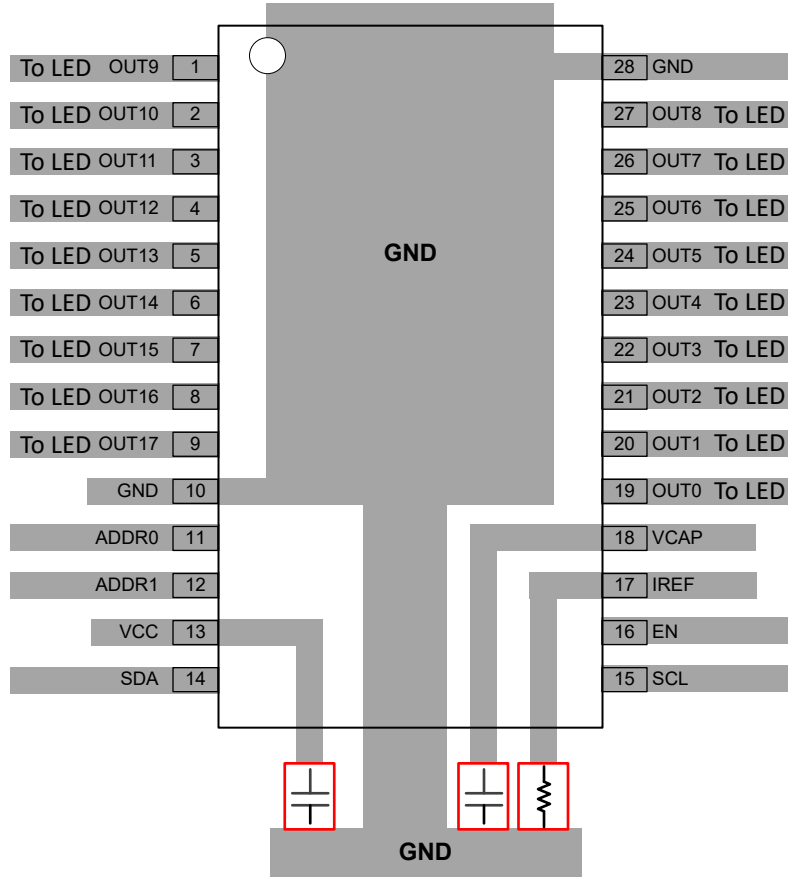 To LED OUT9 1
28 GND
To LED OUT10 2
27 OUT8 To LED
To LED OUT11 3
26 OUT7 To LED
To LED OUT12 4
25 OUT6 To LED
To LED OUT13 5
GND
24 OUT5 To LED
To LED OUT14 6
23 OUT4 To LED
To LED OUT15 7
22 OUT3 To LED
To LED OUT16 8
21 OUT2 To LED
To LED OUT17 9
20 OUT1 To LED
GND 10
19 OUT0 To LED
ADDR0 11
18 VCAP
ADDR1 12
17 IREF
VCC 13
16 EN
SDA 14
15 SCL
GND